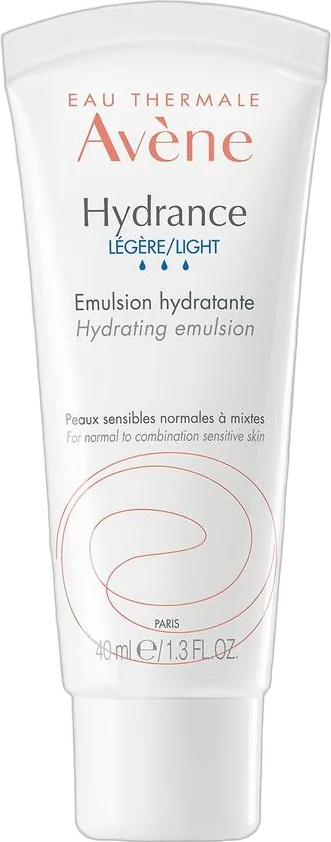 EAU THERMALE
Avène
Hydrance
LÉGÈRE/LIGHT
Emulsion hydratante
Hydrating emulsion
Peaux sensibles normales à mixtes
For normal to combination sensitive skin
PARIS
40 ml ℮/1.3 FL.OZ.